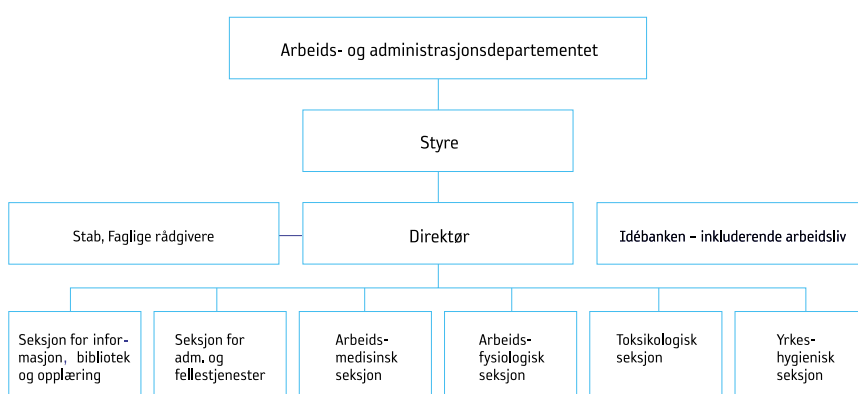 Arbeids- og administrasjonsdepartementet
Styre
Stab, Faglige rådgivere
Direktør
Idébanken – inkluderende arbeidsliv
Seksjon for infor-
masjon, bibliotek
og opplæring
Seksjon for
adm. og
fellestjenester
Arbeids-
medisinsk
seksjon
Arbeids-
fysiologisk
seksjon
Toksikologisk
seksjon
Yrkes-
hygienisk
seksjon